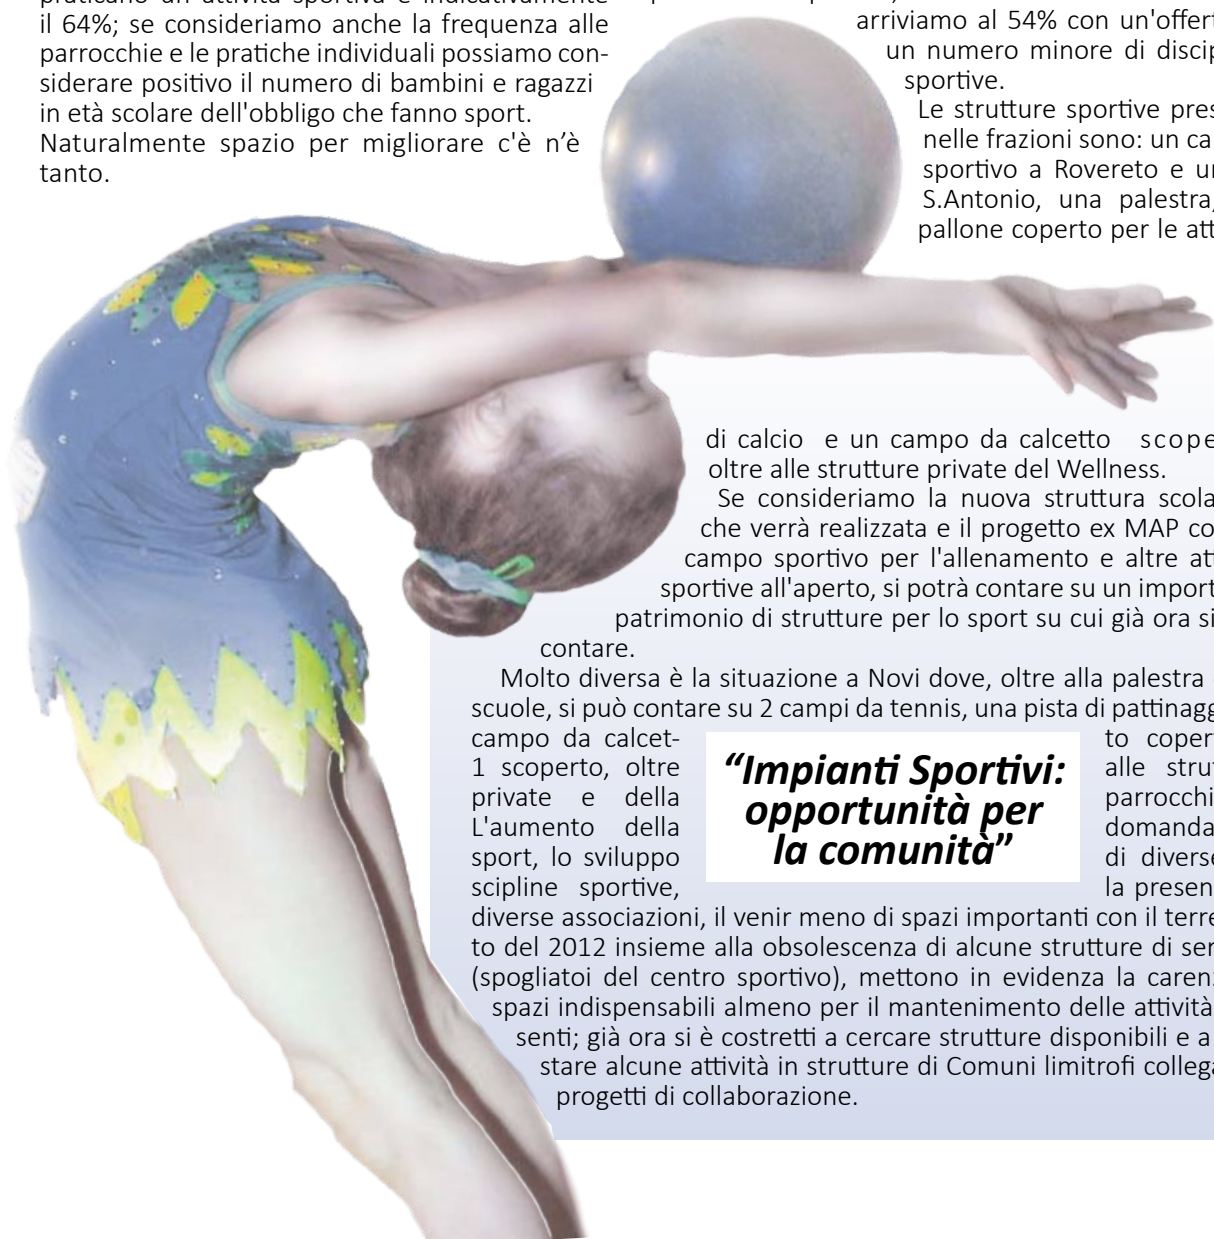 il 64%; se consideriamo anche la frequenza alle
parrocchie e le pratiche individuali possiamo con-
siderare positivo il numero di bambini e ragazzi
in età scolare dell'obbligo che fanno sport.
Naturalmente spazio per migliorare c'è n'è
tanto.
arriviamo al 54% con un'offert
un numero minore di discip
sportive.
Le strutture sportive pres
nelle frazioni sono: un ca
sportivo a Rovereto e un
S.Antonio, una palestra,
pallone coperto per le att
di calcio e un campo da calcetto scope
oltre alle strutture private del Wellness.
Se consideriamo la nuova struttura scola
che verrà realizzata e il progetto ex MAP co
campo sportivo per l'allenamento e altre att
sportive all'aperto, si potrà contare su un import
patrimonio di strutture per lo sport su cui già ora si
contare.
Molto diversa è la situazione a Novi dove, oltre alla palestra
scuole, si può contare su 2 campi da tennis, una pista di pattinagg
campo da calcet-
1 scoperto, oltre
private e della
L'aumento della
sport, lo sviluppo
scipline sportive,
“Impianti Sportivi:
opportunità per
la comunità”
to coper
alle stru
parrocchi
domanda
di diverse
la presen
diverse associazioni, il venir meno di spazi importanti con il terre
to del 2012 insieme alla obsolescenza di alcune strutture di ser
(spogliatoi del centro sportivo), mettono in evidenza la caren
spazi indispensabili almeno per il mantenimento delle attività
senti; già ora si è costretti a cercare strutture disponibili e a
stare alcune attività in strutture di Comuni limitrofi colleg
progetti di collaborazione.